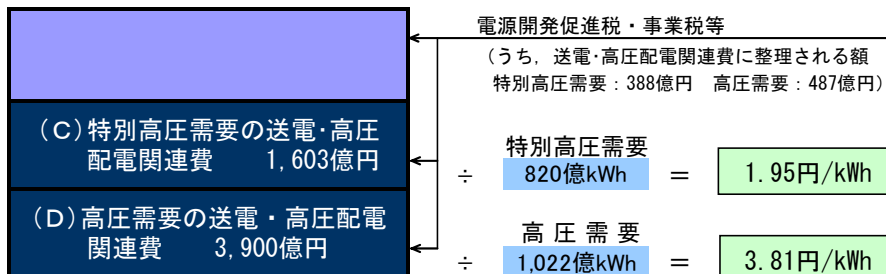 電源開発促進税・事業税等
（うち，送電・高圧配電関連費に整理される額
特別高圧需要：388億円　高圧需要：487億円）
（C）特別高圧需要の送電・高圧
配電関連費　1,603億円
÷　特別高圧需要
820億kWh　＝　1.95円/kWh
（D）高圧需要の送電・高圧配電
関連費　3,900億円
÷　高圧需要
1,022億kWh　＝　3.81円/kWh